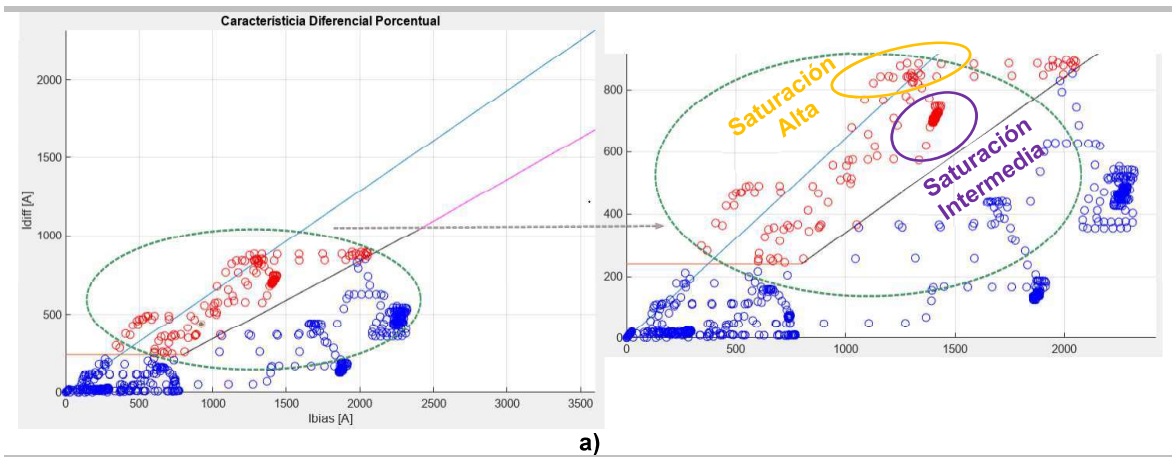 Característicia Diferencial Porcentual
2000
1500
1000
500
0
Idiff [A]
0 500 1000 1500 2000 2500 3000 3500
Ibias [A]
800
600
400
200
0
0 500 1000 1500 2000
Saturación
Alta
Saturación
Intermedia
a)